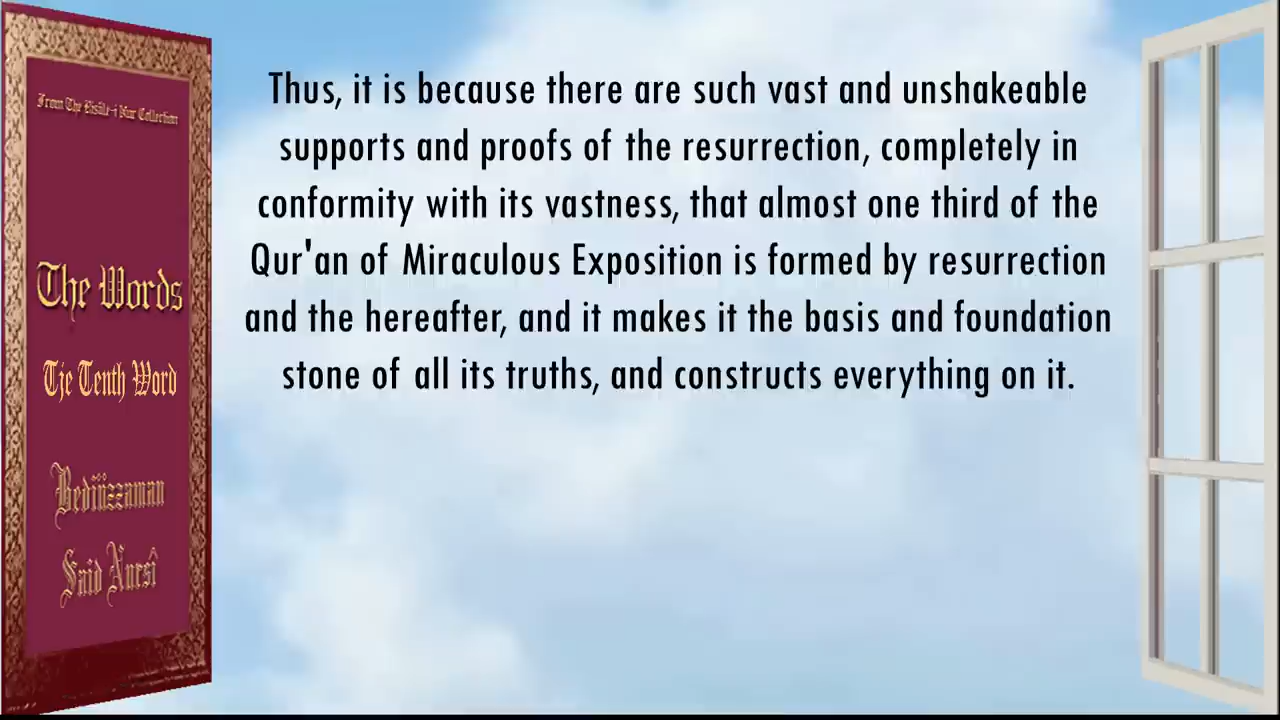 From The Risale-i Nur Collection
The Words
Tje Tenth Word
Bediüzzaman
Said Nursî
Thus, it is because there are such vast and unshakeable
supports and proofs of the resurrection, completely in
conformity with its vastness, that almost one third of the
Qur'an of Miraculous Exposition is formed by resurrection
and the hereafter, and it makes it the basis and foundation
stone of all its truths, and constructs everything on it.